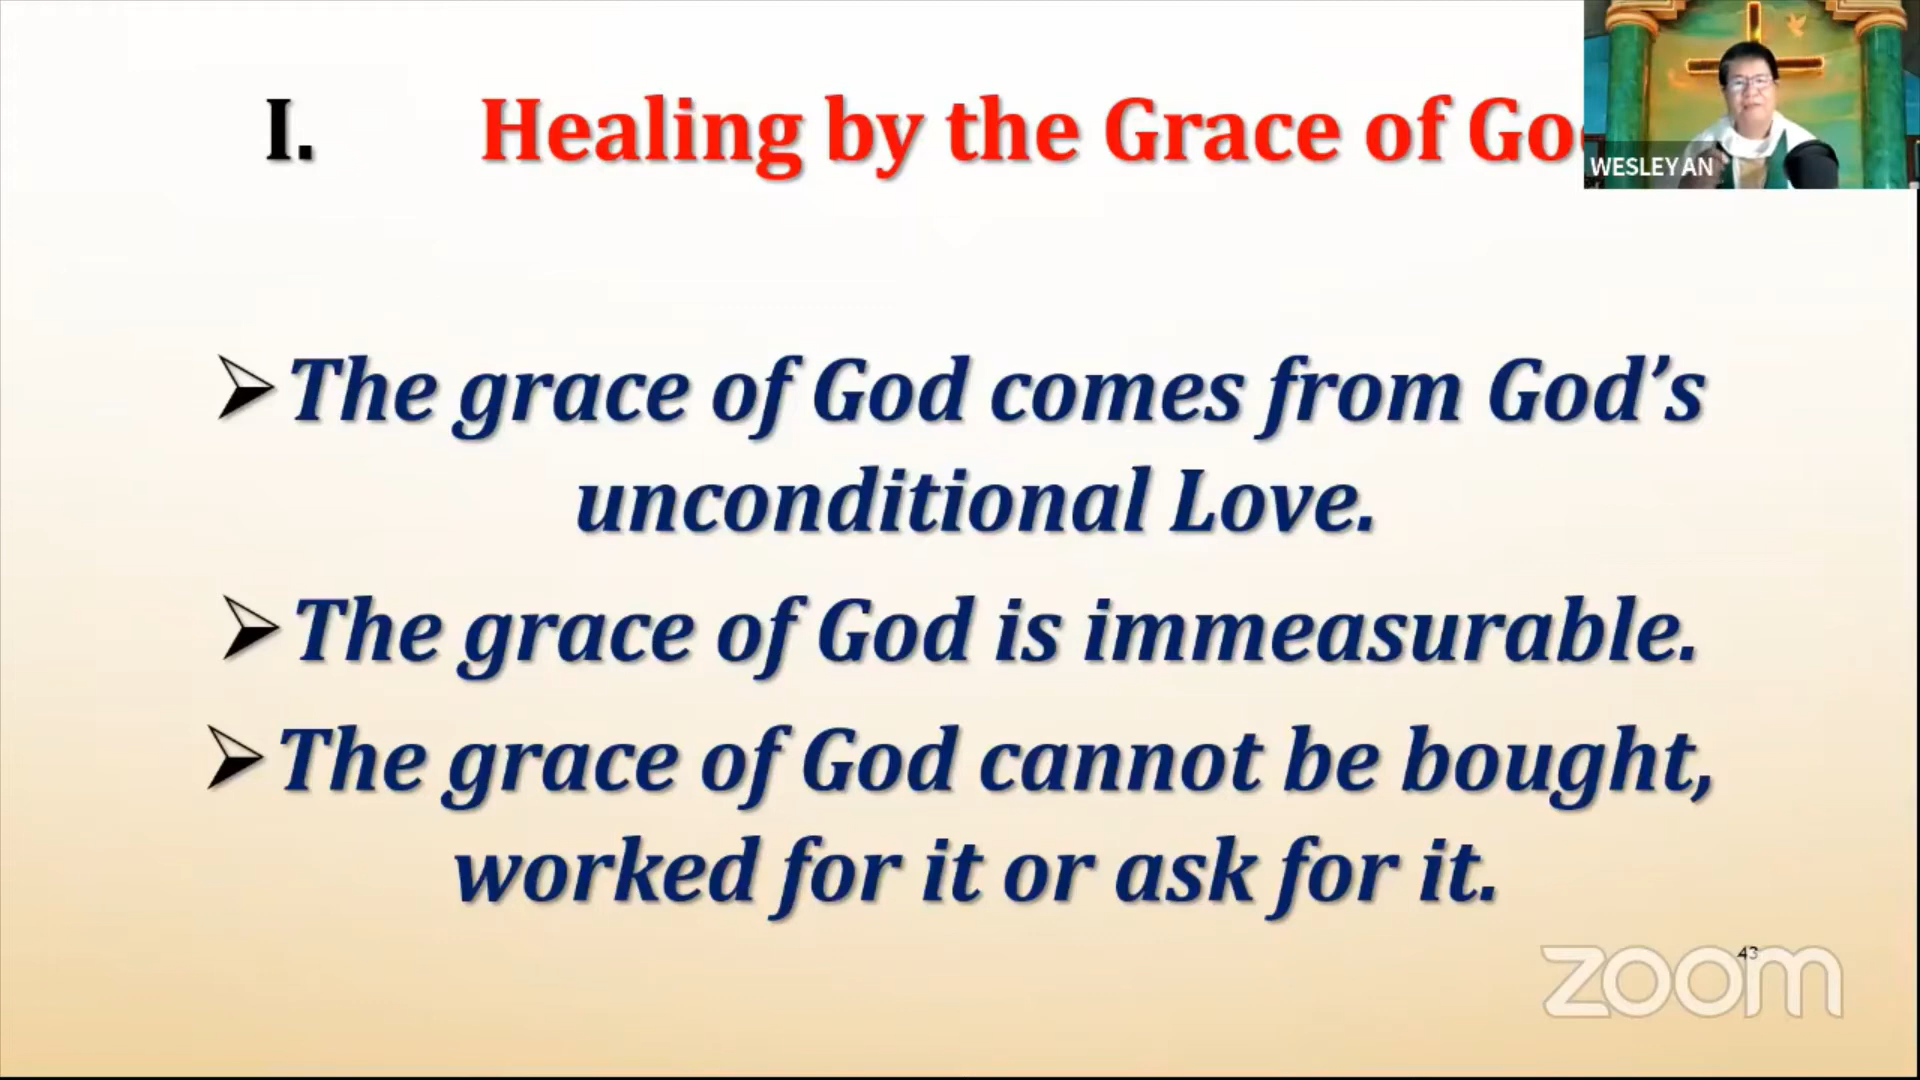 I. Healing by the Grace of Go
WESLEYAN
➢The grace of God comes from God’s
unconditional Love.
➢The grace of God is immeasurable.
➢The grace of God cannot be bought,
worked for it or ask for it.
43
zoom